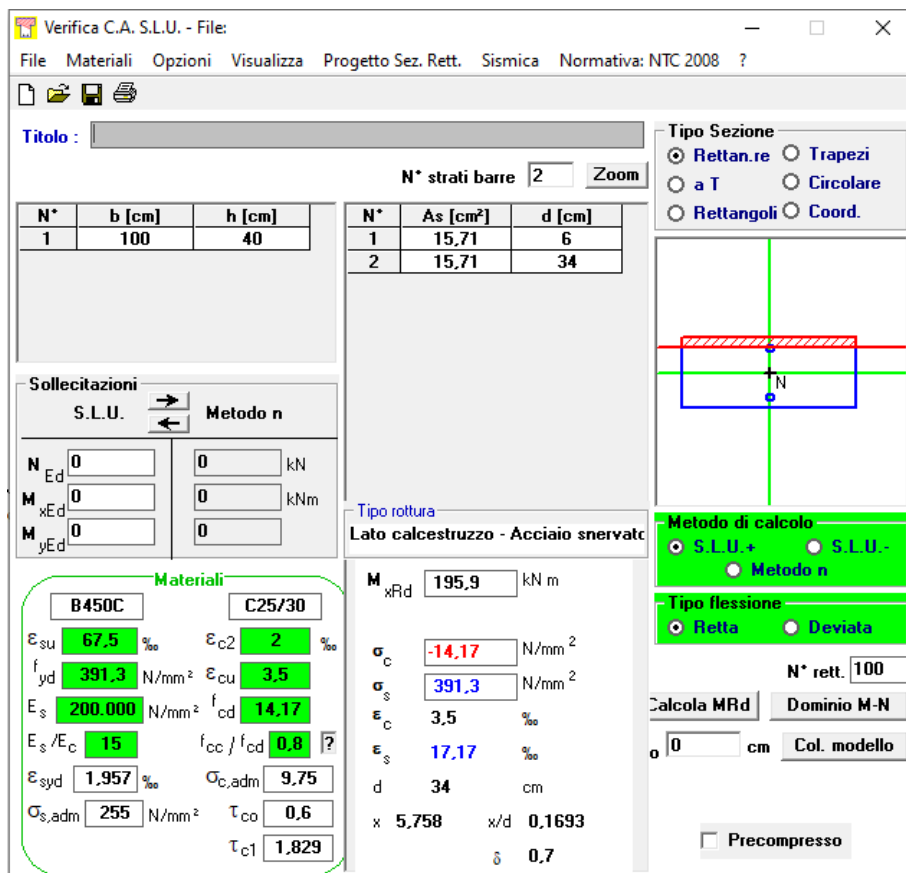 Verifica C.A. S.L.U. - File:
File Materiali Opzioni Visualizza Progetto Sez. Rett. Sismica Normativa: NTC 2008 ?
Titolo :
N° strati barre 2 Zoom
N° b [cm] h [cm]
1 100 40
N° As [cm²] d [cm]
1 15,71 6
2 15,71 34
Tipo Sezione
Rettan.re Trapezi
a T Circolare
Rettangoli Coord.
N
Sollecitazioni
S.L.U. Metodo n
N Ed 0 0 kN
M xEd 0 0 kNm
M yEd 0 0
Tipo rottura
Lato calcestruzzo - Acciaio snervato
Metodo di calcolo
S.L.U.+ S.L.U.-
Metodo n
Tipo flessione
Retta Deviata
N° rett. 100
Calcola MRd Dominio M-N
o 0 cm Col. modello
Precompresso
Materiali
B450C C25/30
εsu 67,5 ‰ εc2 2 ‰
fyd 391,3 N/mm² εcu 3,5
Es 200.000 N/mm² fcd 14,17
Es/Ec 15 fcc / fcd 0,8 ?
εsyd 1,957 ‰ σc,adm 9,75
σs,adm 255 N/mm² τco 0,6
τc1 1,829
M xRd 195,9 kN m
σc -14,17 N/mm²
σs 391,3 N/mm²
εc 3,5 ‰
εs 17,17 ‰
d 34 cm
x 5,758 x/d 0,1693
δ 0,7